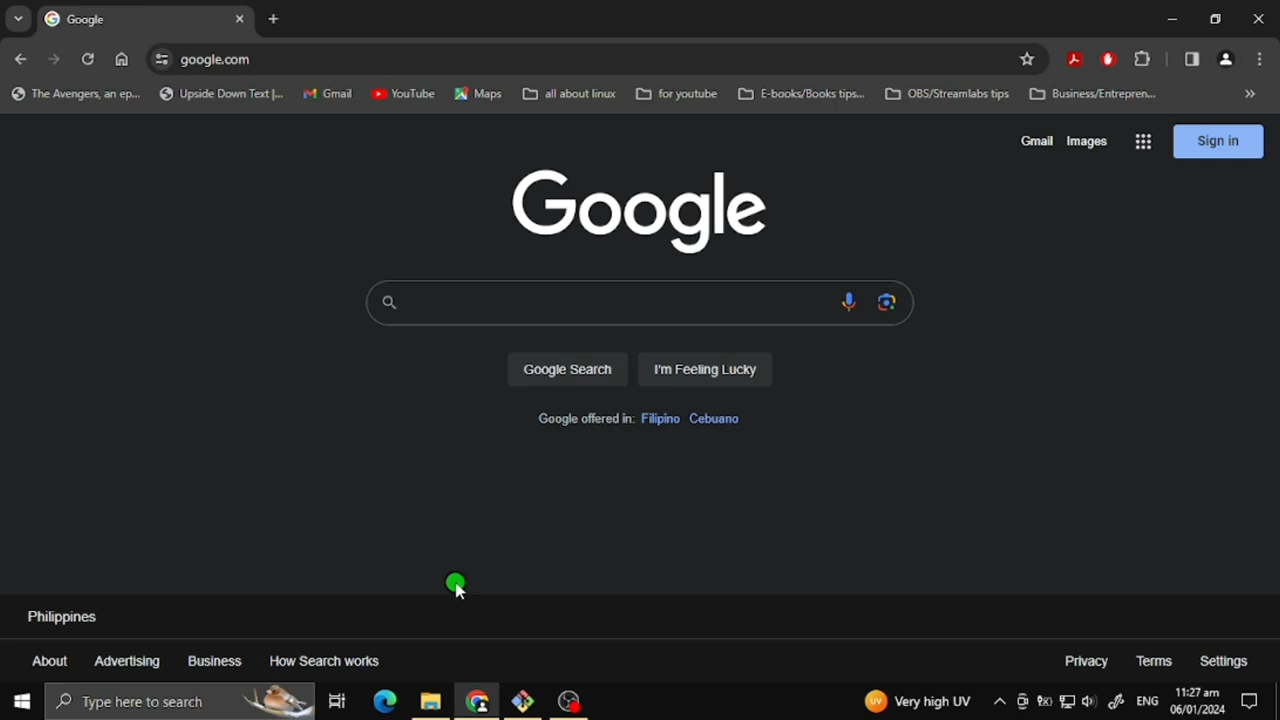 Google
google.com
The Avengers, an ep...
Upside Down Text |...
Gmail
YouTube
Maps
all about linux
for youtube
E-books/Books tips...
OBS/Streamlabs tips
Business/Entrepren...
Gmail
Images
Sign in
Google
Google Search
I'm Feeling Lucky
Google offered in: Filipino Cebuano
Philippines
About
Advertising
Business
How Search works
Privacy
Terms
Settings
Type here to search
Very high UV
ENG
11:27 am
06/01/2024